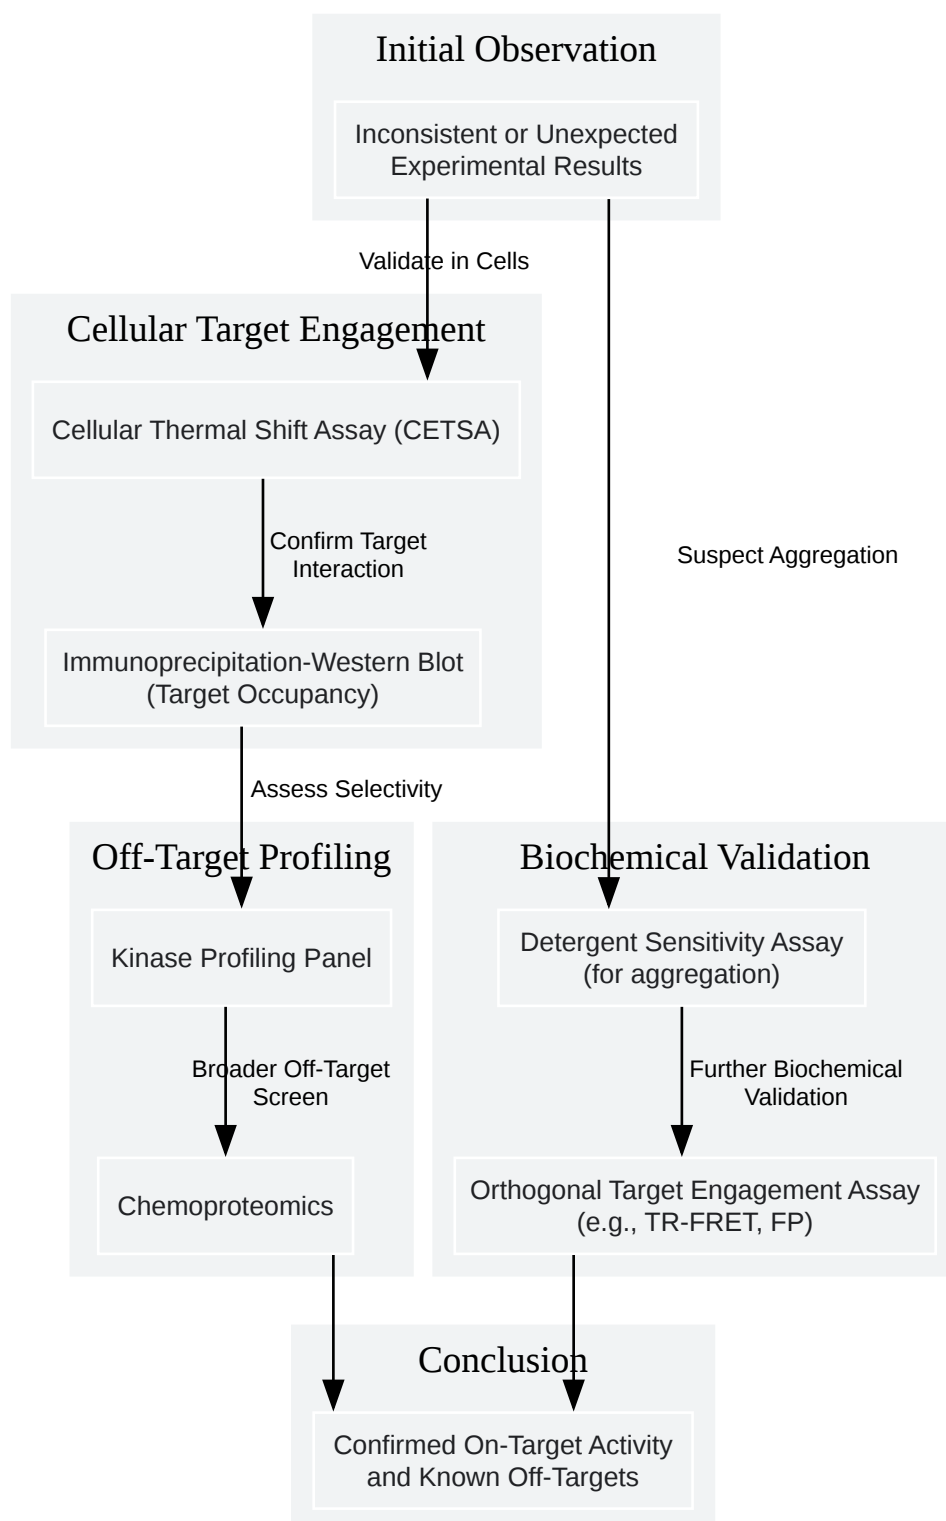 Initial Observation
Inconsistent or Unexpected
Experimental Results
Validate in Cells
Cellular Target Engagement
Cellular Thermal Shift Assay (CETSA)
Confirm Target
Interaction
Suspect Aggregation
Immunoprecipitation-Western Blot
(Target Occupancy)
Assess Selectivity
Off-Target Profiling
Kinase Profiling Panel
Broader Off-Target
Screen
Chemoproteomics
Biochemical Validation
Detergent Sensitivity Assay
(for aggregation)
Further Biochemical
Validation
Orthogonal Target Engagement Assay
(e.g., TR-FRET, FP)
Conclusion
Confirmed On-Target Activity
and Known Off-Targets